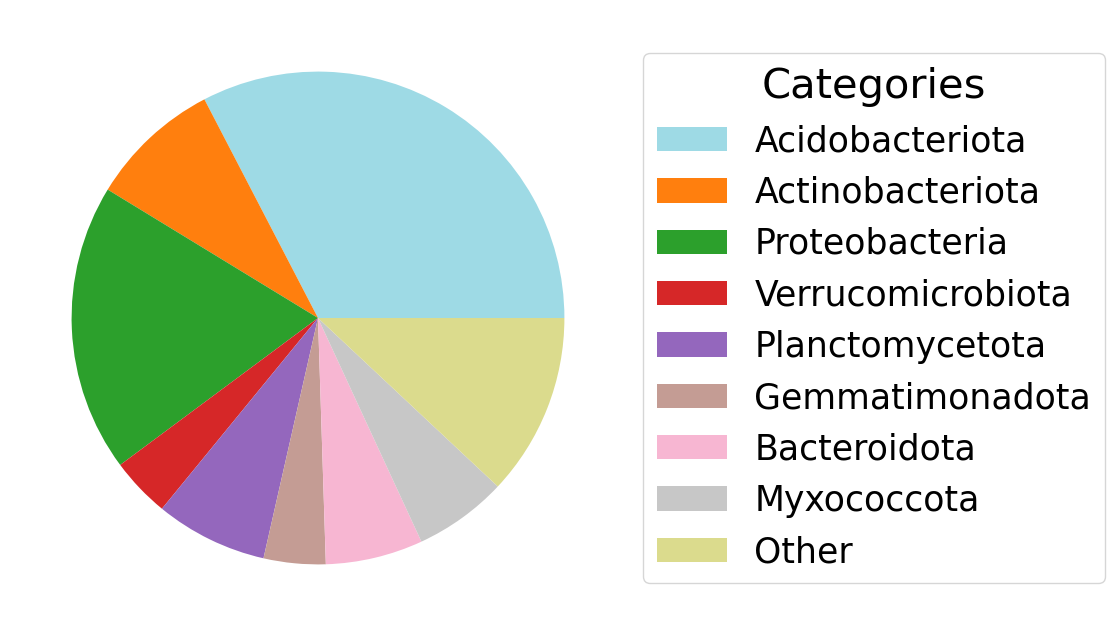 Categories
Acidobacteriota
Actinobacteriota
Proteobacteria
Verrucomicrobiota
Planctomycetota
Gemmatimonadota
Bacteroidota
Myxococcota
Other